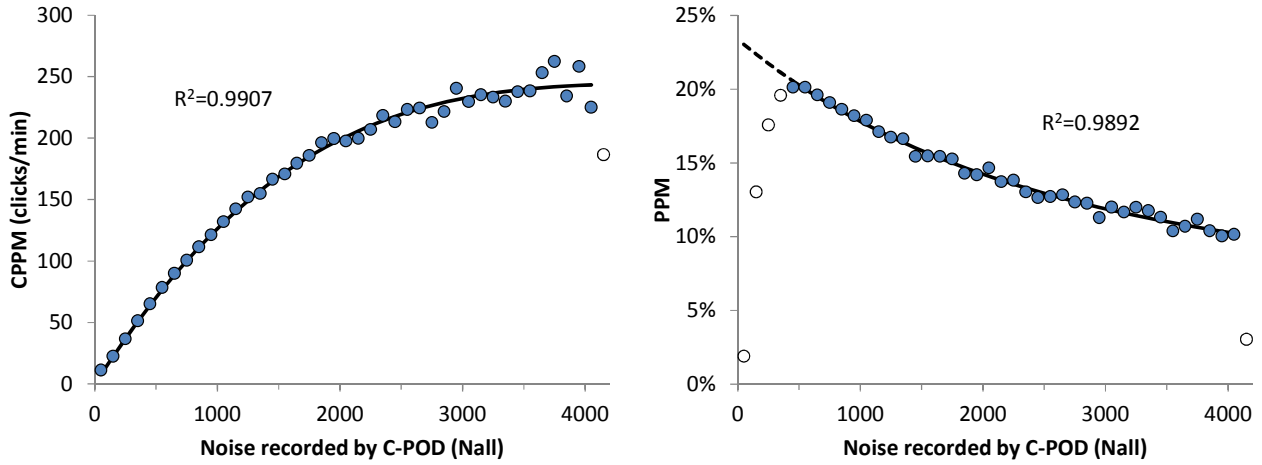 300
250
200
150
100
50
0
CPPM (clicks/min)
R²=0.9907
0 1000 2000 3000 4000
Noise recorded by C-POD (Nall)
25%
20%
15%
10%
5%
0%
PPM
R²=0.9892
0 1000 2000 3000 4000
Noise recorded by C-POD (Nall)